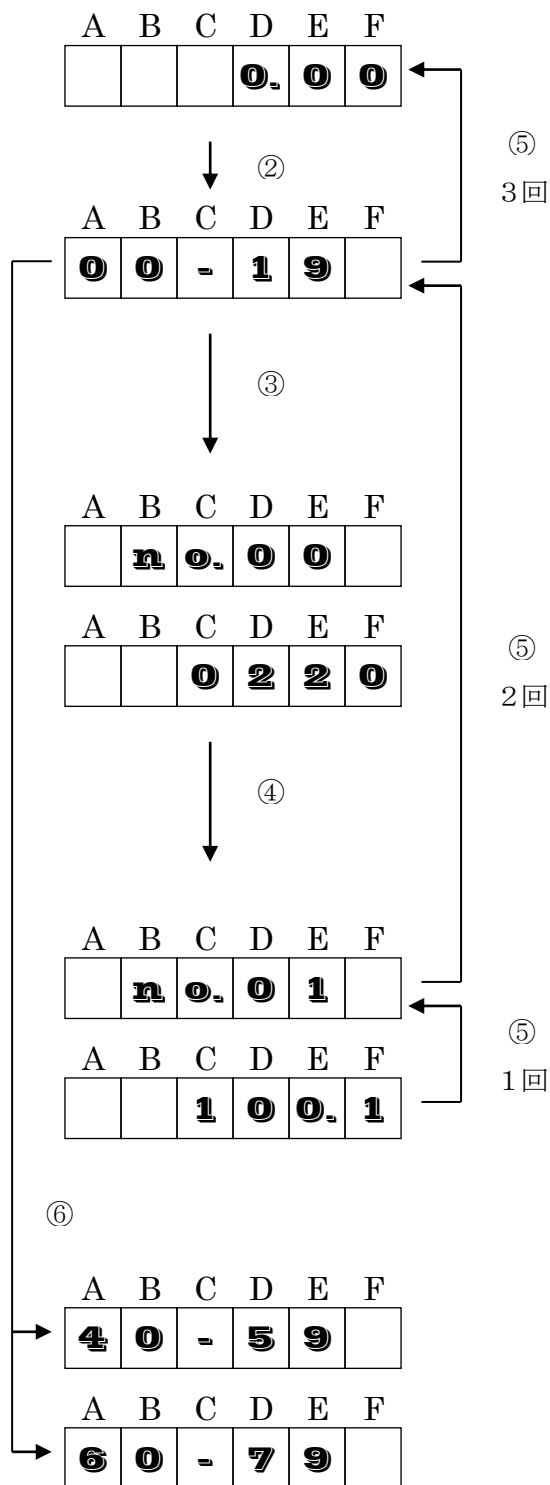 A B C D E F
0. 0 0
⑤
3回
②
A B C D E F
0 0 - 1 9
③
A B C D E F
n o. 0 0
A B C D E F
0 2 2 0
⑤
2回
④
A B C D E F
n o. 0 1
A B C D E F
1 0 0. 1
⑤
1回
⑥
A B C D E F
4 0 - 5 9
A B C D E F
6 0 - 7 9